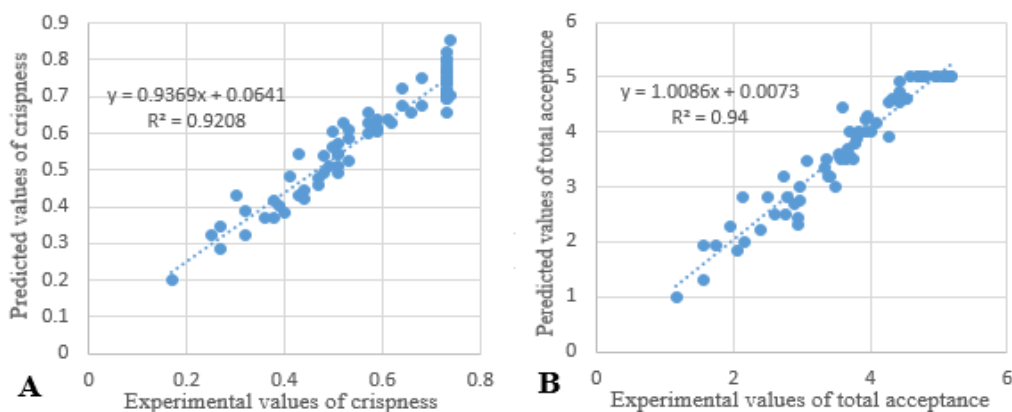 Predicted values of crispness
0.9
0.8
0.7
0.6
0.5
0.4
0.3
0.2
0.1
0
y = 0.9369x + 0.0641
R² = 0.9208
0
0.2
0.4
0.6
0.8
A
Experimental values of crispness
Peredicted values of total acceptance
6
5
4
3
2
1
0
y = 1.0086x + 0.0073
R² = 0.94
0
2
4
6
B
Experimental values of total acceptance